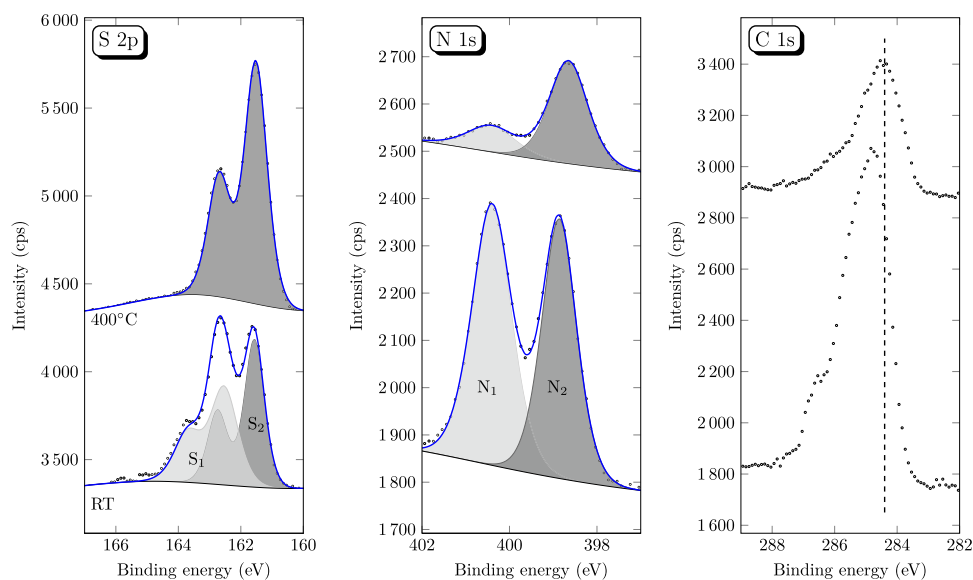 S 2p
Intensity (cps)
6 000
5 500
5 000
4 500
4 000
3 500
400°C
S1
S2
RT
166 164 162 160
Binding energy (eV)
N 1s
Intensity (cps)
2 700
2 600
2 500
2 400
2 300
2 200
2 100
2 000
1 900
1 800
1 700
N1
N2
402 400 398
Binding energy (eV)
C 1s
Intensity (cps)
3 400
3 200
3 000
2 800
2 600
2 400
2 200
2 000
1 800
1 600
288 286 284 282
Binding energy (eV)